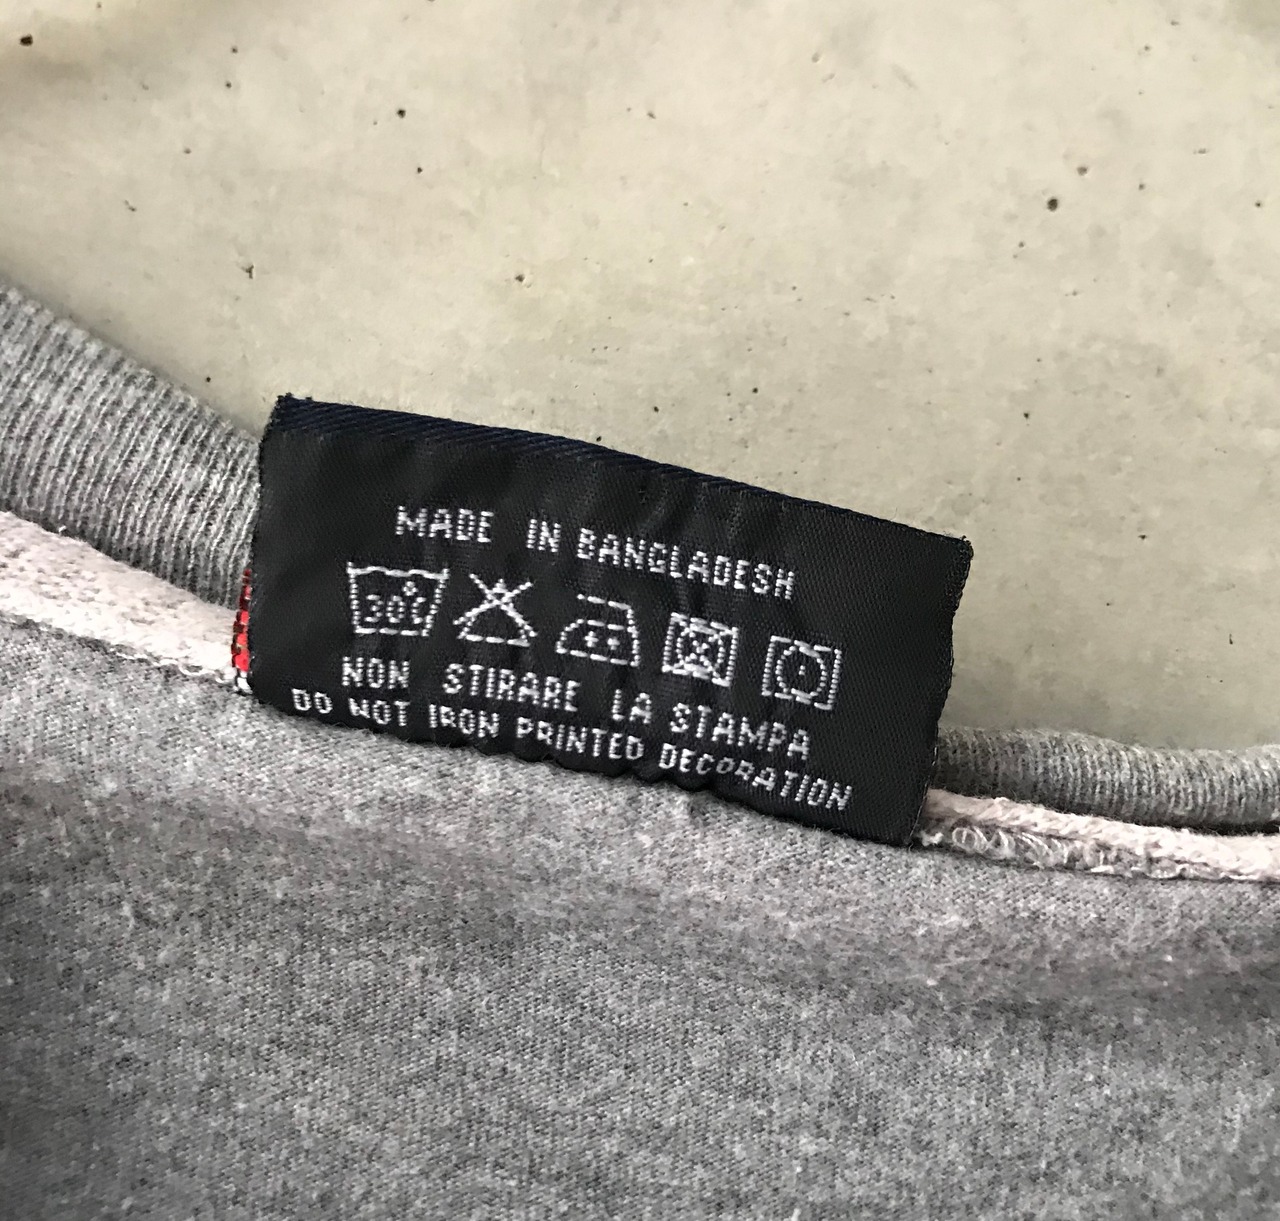 MADE IN BANGLADESH
30°C
NON STIRARE LA STAMPA
DO NOT IRON PRINTED DECORATION